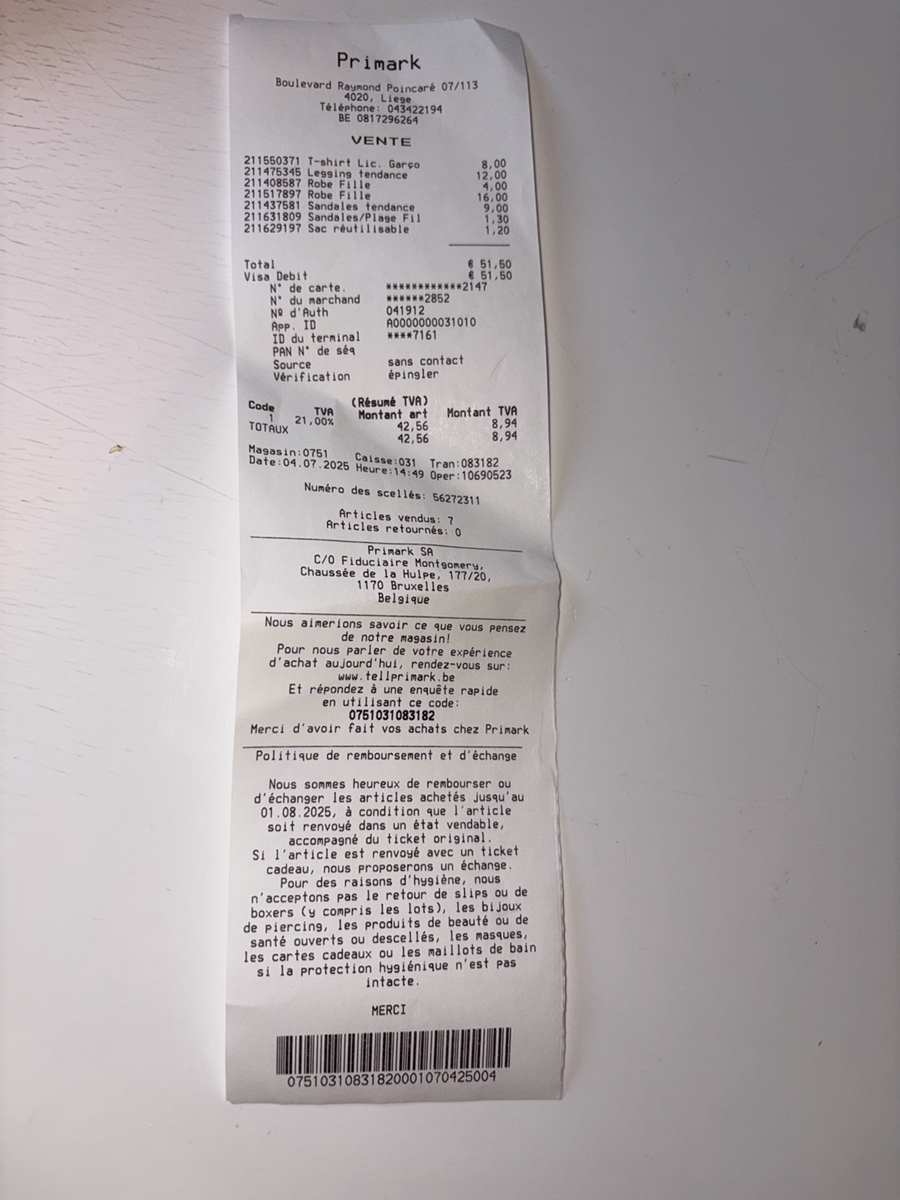 Primark
Boulevard Raymond Poincaré 07/113
4020, Liege
Téléphone: 043422194
BE 0817296264
VENTE
211550371 T-shirt Lic. Garço 8,00
211475345 Legging tendance 12,00
211408587 Robe Fille 4,00
211517897 Robe Fille 16,00
211437581 Sandales tendance 9,00
211631809 Sandales/Plage Fil 1,30
211629197 Sac réutilisable 1,20
Total € 51,50
Visa Debit € 51,50
N° de carte. ************2147
N° du marchand ******2852
Nº d'Auth 041912
App. ID A0000000031010
ID du terminal ****7161
PAN N° de séq
Source sans contact
Vérification épingler
(Résumé TVA)
Code TVA Montant art Montant TVA
1 21,00% 42,56 8,94
TOTAUX 42,56 8,94
Magasin:0751 Caisse:031 Tran:083182
Date:04.07.2025 Heure:14:49 Oper:10690523
Numéro des scellés: 56272311
Articles vendus: 7
Articles retournés: 0
Primark SA
C/O Fiduciaire Montgomery,
Chaussée de la Hulpe, 177/20,
1170 Bruxelles
Belgique
Nous aimerions savoir ce que vous pensez
de notre magasin!
Pour nous parler de votre expérience
d'achat aujourd'hui, rendez-vous sur:
www.tellprimark.be
Et répondez à une enquête rapide
en utilisant ce code:
0751031083182
Merci d'avoir fait vos achats chez Primark
Politique de remboursement et d'échange
Nous sommes heureux de rembourser ou
d'échanger les articles achetés jusqu'au
01.08.2025, à condition que l'article
soit renvoyé dans un état vendable,
accompagné du ticket original.
Si l'article est renvoyé avec un ticket
cadeau, nous proposerons un échange.
Pour des raisons d'hygiène, nous
n'acceptons pas le retour de slips ou de
boxers (y compris les lots), les bijoux
de piercing, les produits de beauté ou de
santé ouverts ou descellés, les masques,
les cartes cadeaux ou les maillots de bain
si la protection hygiénique n'est pas
intacte.
MERCI
07510310831820001070425004